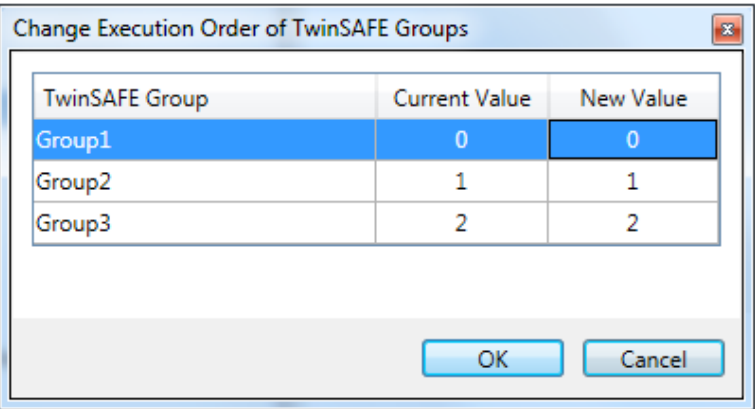 Change Execution Order of TwinSAFE Groups
TwinSAFE Group Current Value New Value
Group1 0 0
Group2 1 1
Group3 2 2
OK Cancel